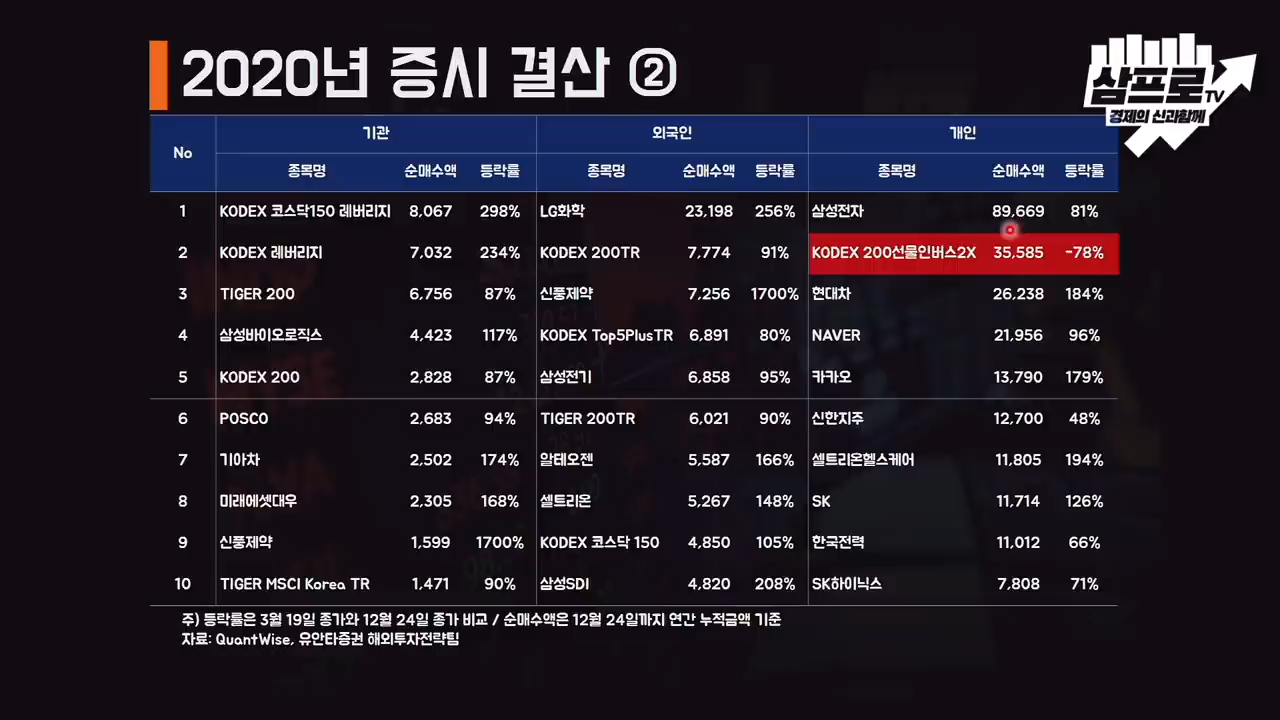 2020년 증시 결산 ②
삼프로TV
경제의 신과함께
No 기관 외국인 개인
종목명 순매수액 등락률 종목명 순매수액 등락률 종목명 순매수액 등락률
1 KODEX 코스닥150 레버리지 8,067 298% LG화학 23,198 256% 삼성전자 89,669 81%
2 KODEX 레버리지 7,032 234% KODEX 200TR 7,774 91% KODEX 200선물인버스2X 35,585 -78%
3 TIGER 200 6,756 87% 신풍제약 7,256 1700% 현대차 26,238 184%
4 삼성바이오로직스 4,423 117% KODEX Top5PlusTR 6,891 80% NAVER 21,956 96%
5 KODEX 200 2,828 87% 삼성전기 6,858 95% 카카오 13,790 179%
6 POSCO 2,683 94% TIGER 200TR 6,021 90% 신한지주 12,700 48%
7 기아차 2,502 174% 알테오젠 5,587 166% 셀트리온헬스케어 11,805 194%
8 미래에셋대우 2,305 168% 셀트리온 5,267 148% SK 11,714 126%
9 신풍제약 1,599 1700% KODEX 코스닥 150 4,850 105% 한국전력 11,012 66%
10 TIGER MSCI Korea TR 1,471 90% 삼성SDI 4,820 208% SK하이닉스 7,808 71%
주) 등락률은 3월 19일 종가와 12월 24일 종가 비교 / 순매수액은 12월 24일까지 연간 누적금액 기준
자료: QuantWise, 유안타증권 해외투자전략팀